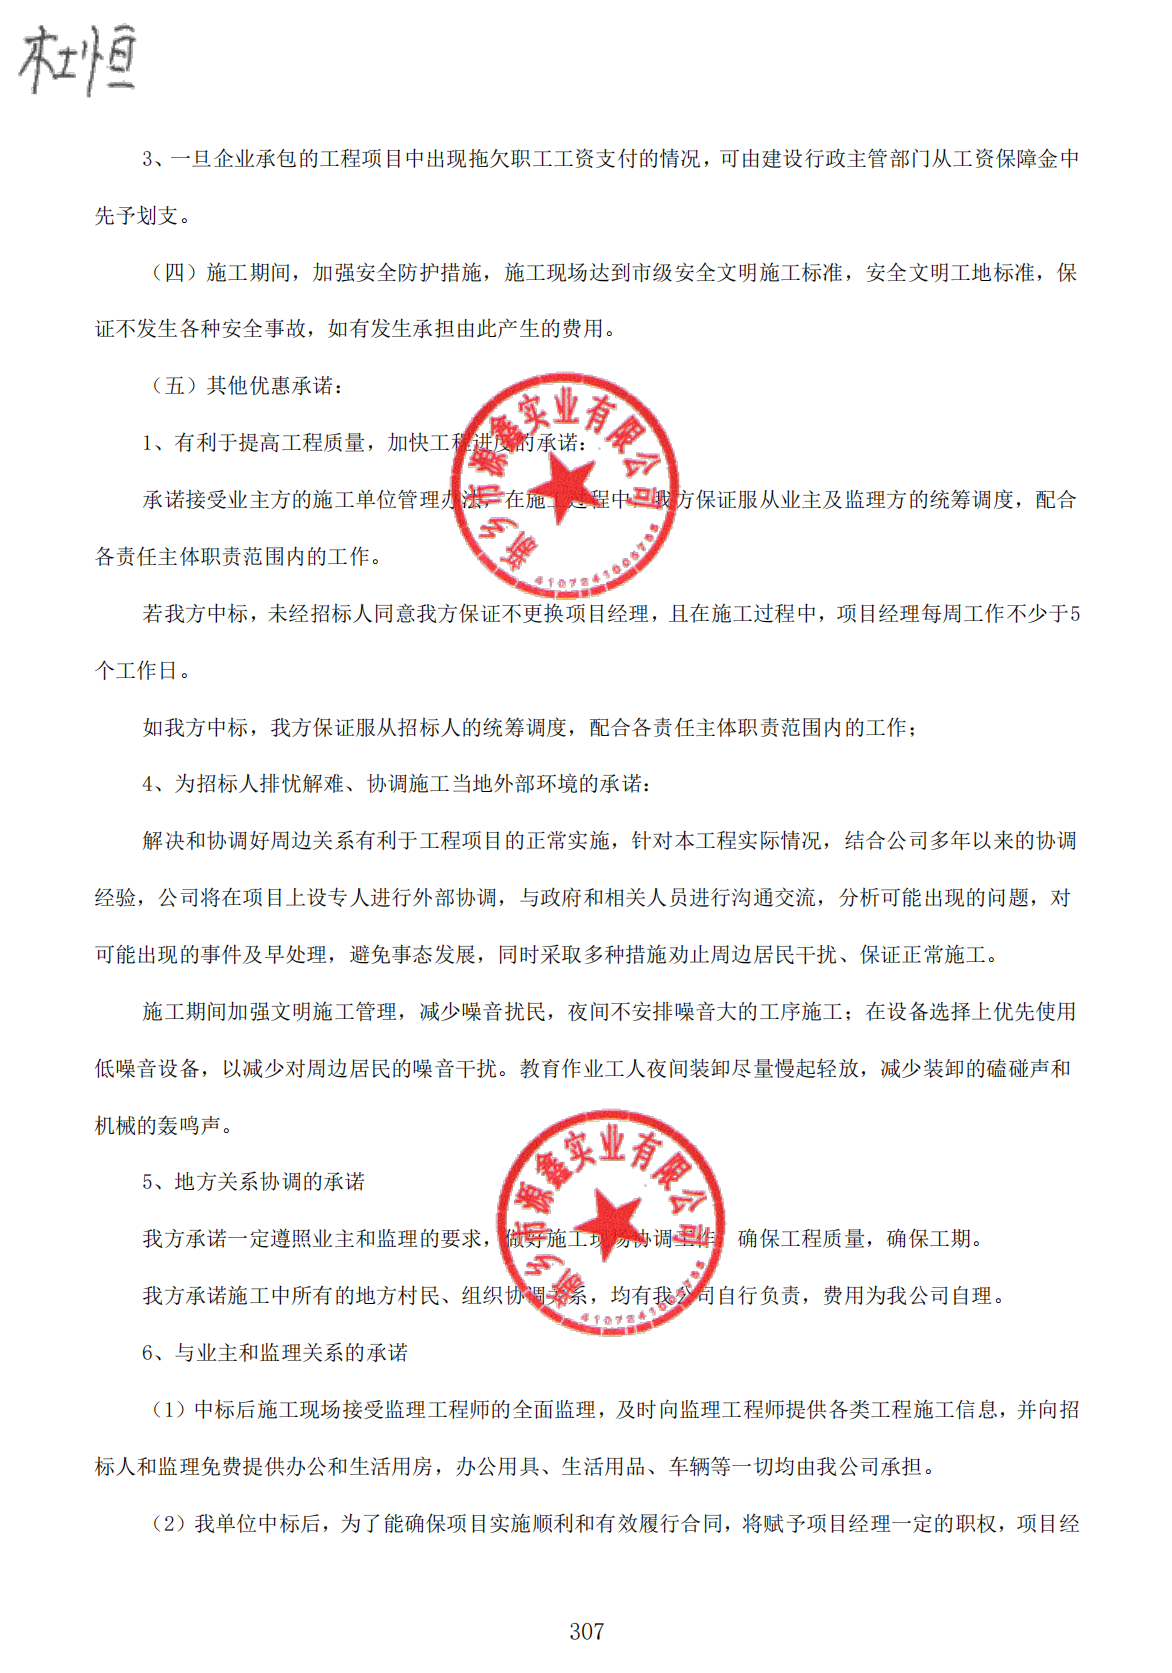 杜恒
3、一旦企业承包的工程项目中出现拖欠职工工资支付的情况，可由建设行政主管部门从工资保障金中
先予划支。
（四）施工期间，加强安全防护措施，施工现场达到市级安全文明施工标准，安全文明工地标准，保
证不发生各种安全事故，如有发生承担由此产生的费用。
（五）其他优惠承诺：
1、有利于提高工程质量，加快工程进度的承诺：
承诺接受业主方的施工单位管理办法，在施工过程中，我方保证服从业主及监理方的统筹调度，配合
各责任主体职责范围内的工作。
新乡市源鑫实业有限公司
4107241005765
若我方中标，未经招标人同意我方保证不更换项目经理，且在施工过程中，项目经理每周工作不少于5
个工作日。
如我方中标，我方保证服从招标人的统筹调度，配合各责任主体职责范围内的工作；
4、为招标人排忧解难、协调施工当地外部环境的承诺：
解决和协调好周边关系有利于工程项目的正常实施，针对本工程实际情况，结合公司多年以来的协调
经验，公司将在项目上设专人进行外部协调，与政府和相关人员进行沟通交流，分析可能出现的问题，对
可能出现的事件及早处理，避免事态发展，同时采取多种措施劝止周边居民干扰、保证正常施工。
施工期间加强文明施工管理，减少噪音扰民，夜间不安排噪音大的工序施工；在设备选择上优先使用
低噪音设备，以减少对周边居民的噪音干扰。教育作业工人夜间装卸尽量慢起轻放，减少装卸的磕碰声和
机械的轰鸣声。
5、地方关系协调的承诺
我方承诺一定遵照业主和监理的要求，做好施工现场协调工作，确保工程质量，确保工期。
我方承诺施工中所有的地方村民、组织协调关系，均有我公司自行负责，费用为我公司自理。
新乡市源鑫实业有限公司
4107241005765
6、与业主和监理关系的承诺
（1）中标后施工现场接受监理工程师的全面监理，及时向监理工程师提供各类工程施工信息，并向招
标人和监理免费提供办公和生活用房，办公用具、生活用品、车辆等一切均由我公司承担。
（2）我单位中标后，为了能确保项目实施顺利和有效履行合同，将赋予项目经理一定的职权，项目经
307